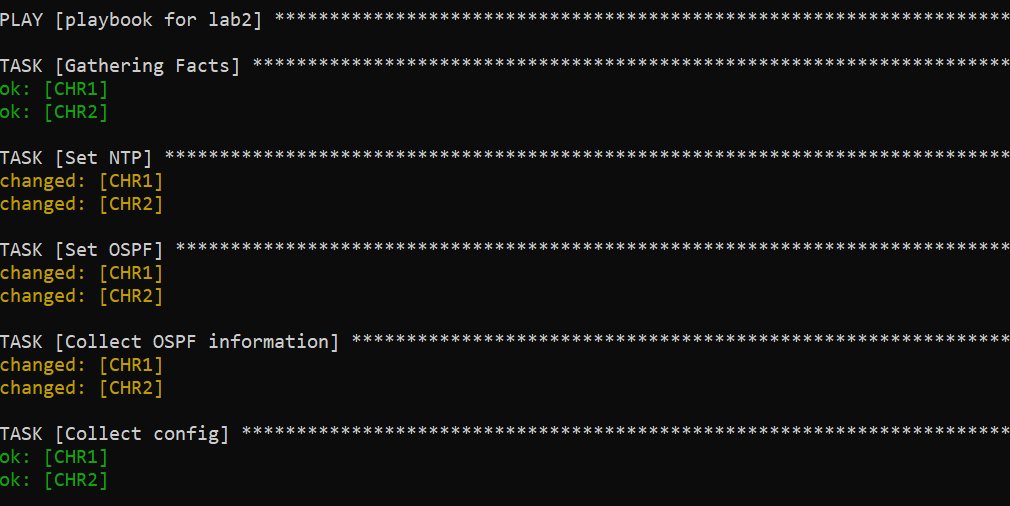 PLAY [playbook for lab2] *******************************************************************
TASK [Gathering Facts] *********************************************************************
ok: [CHR1]
ok: [CHR2]
TASK [Set NTP] *****************************************************************************
changed: [CHR1]
changed: [CHR2]
TASK [Set OSPF] ****************************************************************************
changed: [CHR1]
changed: [CHR2]
TASK [Collect OSPF information] ************************************************************
changed: [CHR1]
changed: [CHR2]
TASK [Collect config] **********************************************************************
ok: [CHR1]
ok: [CHR2]